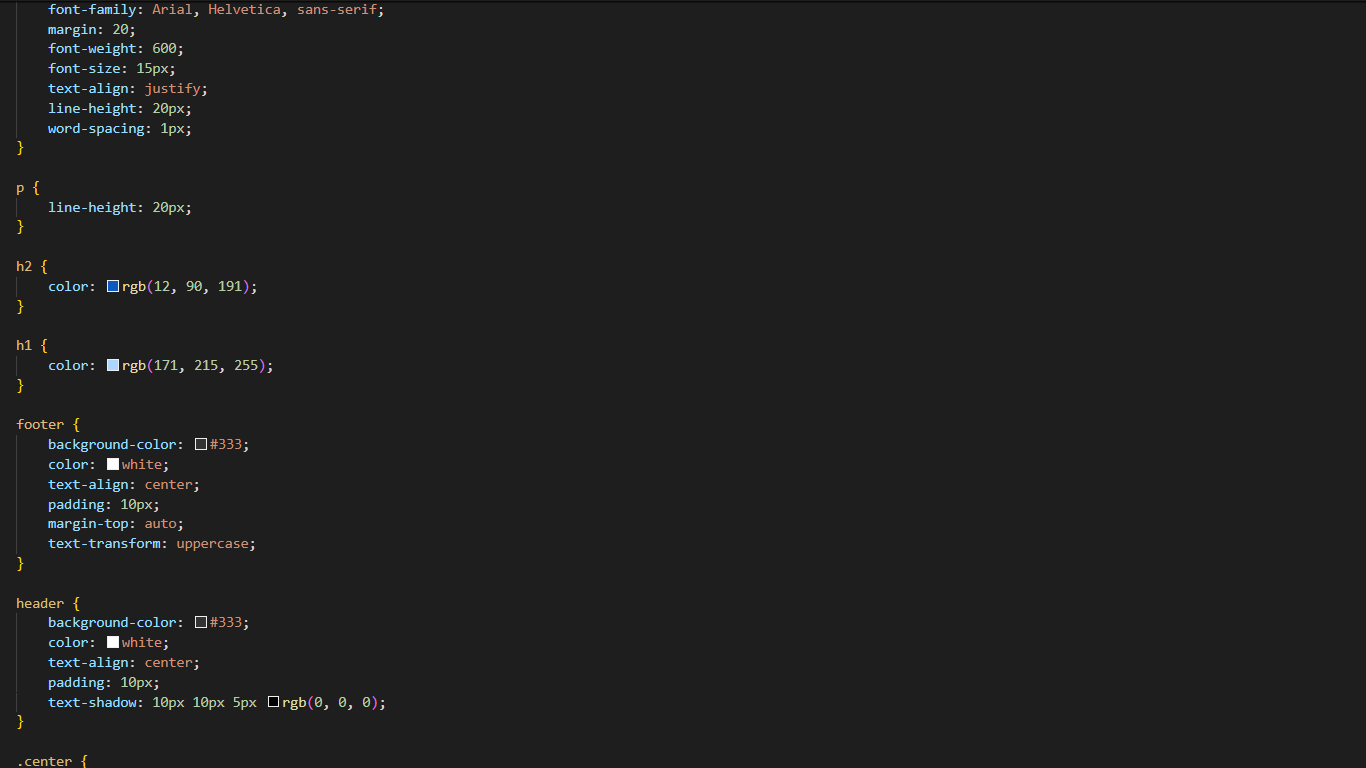 font-family: Arial, Helvetica, sans-serif;
margin: 20;
font-weight: 600;
font-size: 15px;
text-align: justify;
line-height: 20px;
word-spacing: 1px;
}
p {
line-height: 20px;
}
h2 {
color: rgb(12, 90, 191);
}
h1 {
color: rgb(171, 215, 255);
}
footer {
background-color: #333;
color: white;
text-align: center;
padding: 10px;
margin-top: auto;
text-transform: uppercase;
}
header {
background-color: #333;
color: white;
text-align: center;
padding: 10px;
text-shadow: 10px 10px 5px rgb(0, 0, 0);
}
.center {